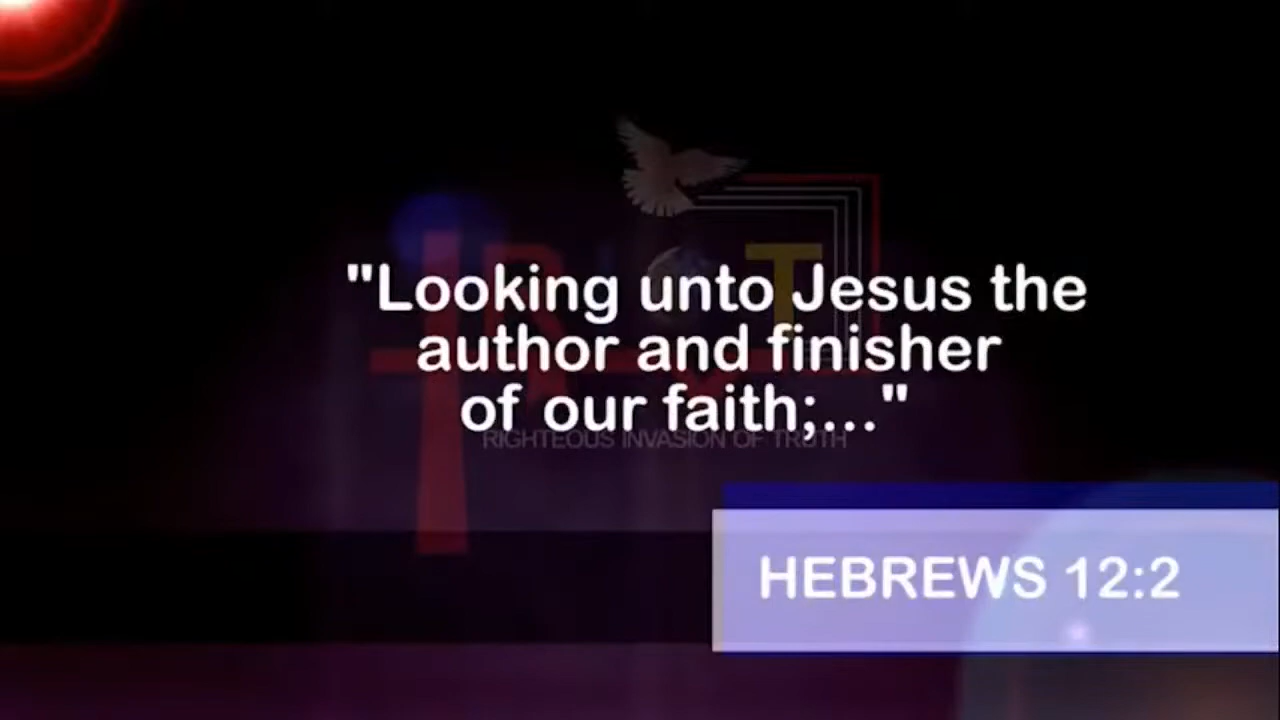 "Looking unto Jesus the
author and finisher
of our faith;..."
RIGHTEOUS INVASION OF TRUTH
HEBREWS 12:2